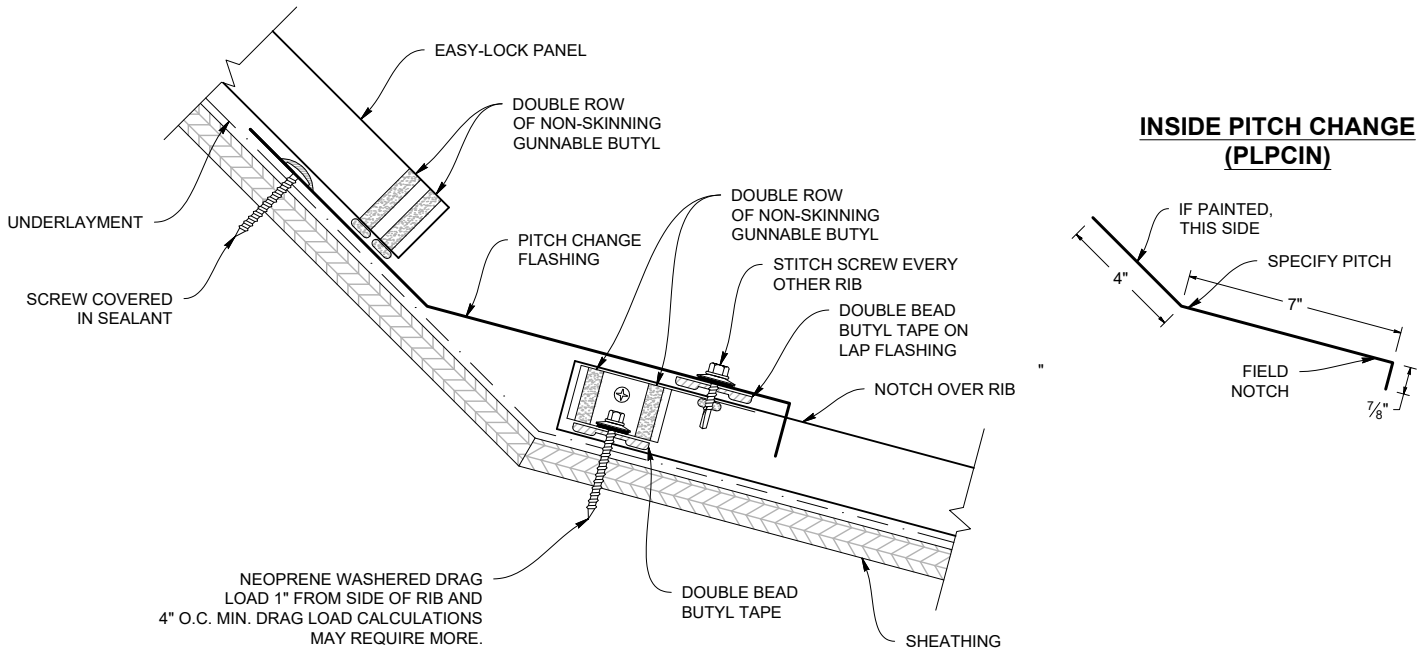 EASY-LOCK PANEL
DOUBLE ROW
OF NON-SKINNING
GUNNABLE BUTYL
UNDERLAYMENT
SCREW COVERED
IN SEALANT
PITCH CHANGE
FLASHING
DOUBLE ROW
OF NON-SKINNING
GUNNABLE BUTYL
STITCH SCREW EVERY
OTHER RIB
DOUBLE BEAD
BUTYL TAPE ON
LAP FLASHING
"
NOTCH OVER RIB
NEOPRENE WASHERED DRAG
LOAD 1" FROM SIDE OF RIB AND
4" O.C. MIN. DRAG LOAD CALCULATIONS
MAY REQUIRE MORE.
DOUBLE BEAD
BUTYL TAPE
SHEATHING
INSIDE PITCH CHANGE
(PLPCIN)
IF PAINTED,
THIS SIDE
SPECIFY PITCH
4"
7"
FIELD
NOTCH
7/8"